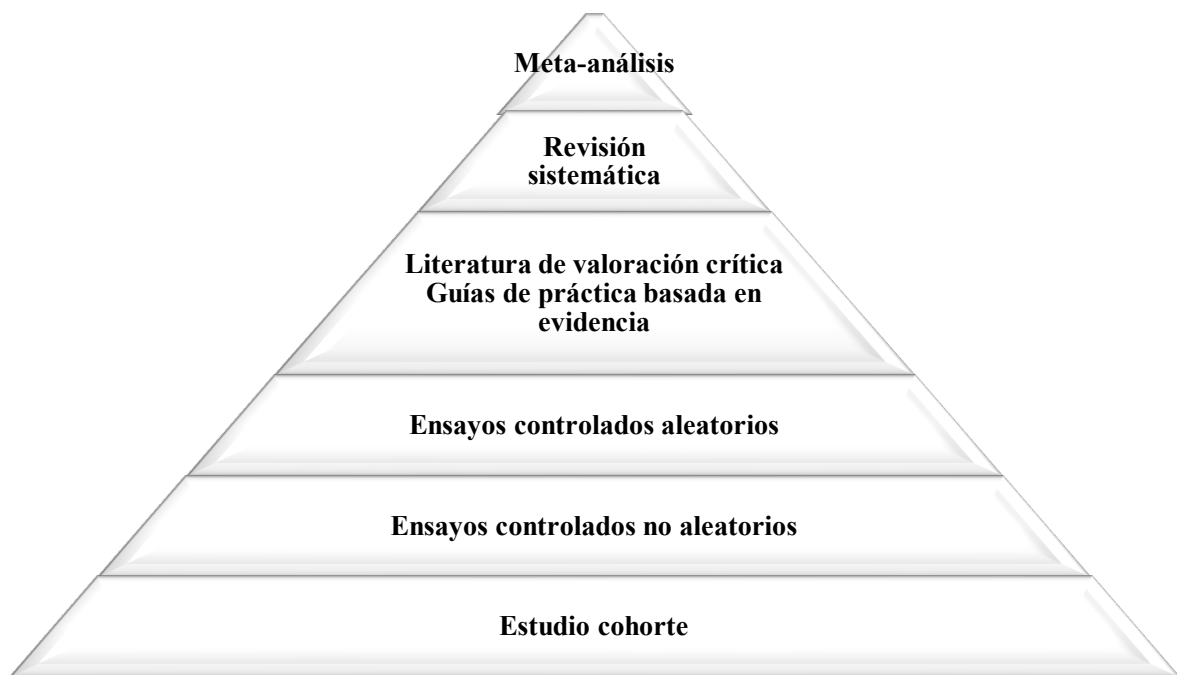 Meta-análisis
Revisión
sistemática
Literatura de valoración crítica
Guías de práctica basada en
evidencia
Ensayos controlados aleatorios
Ensayos controlados no aleatorios
Estudio cohorte